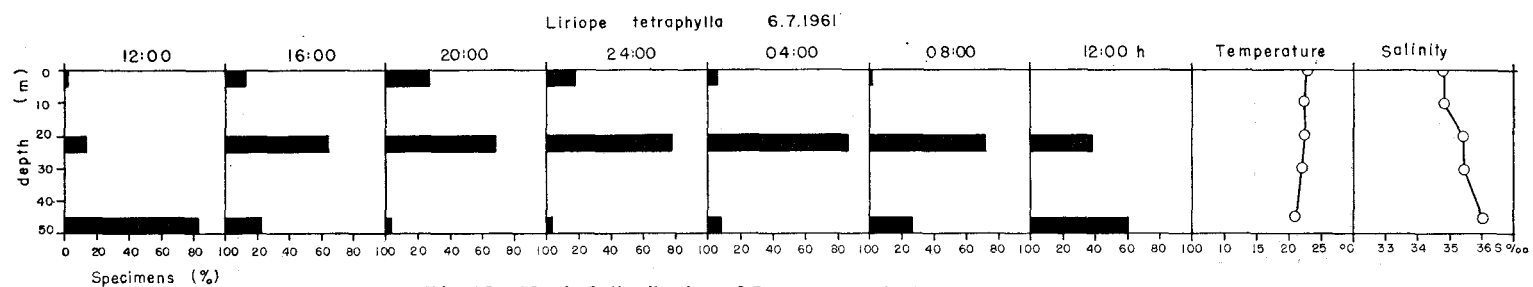 Liriope tetraphylla 6.7.1961
12:00 16:00 20:00 24:00 04:00 08:00 12:00 h Temperature Salinity
depth (m)
0
10
20
30
40
50
0 20 40 60 80 100 20 40 60 80 100 20 40 60 80 100 20 40 60 80 100 20 40 60 80 100 20 40 60 80 100 20 40 60 80 100 10 15 20 25 °C 33 34 35 36 S ‰
Specimens (%)